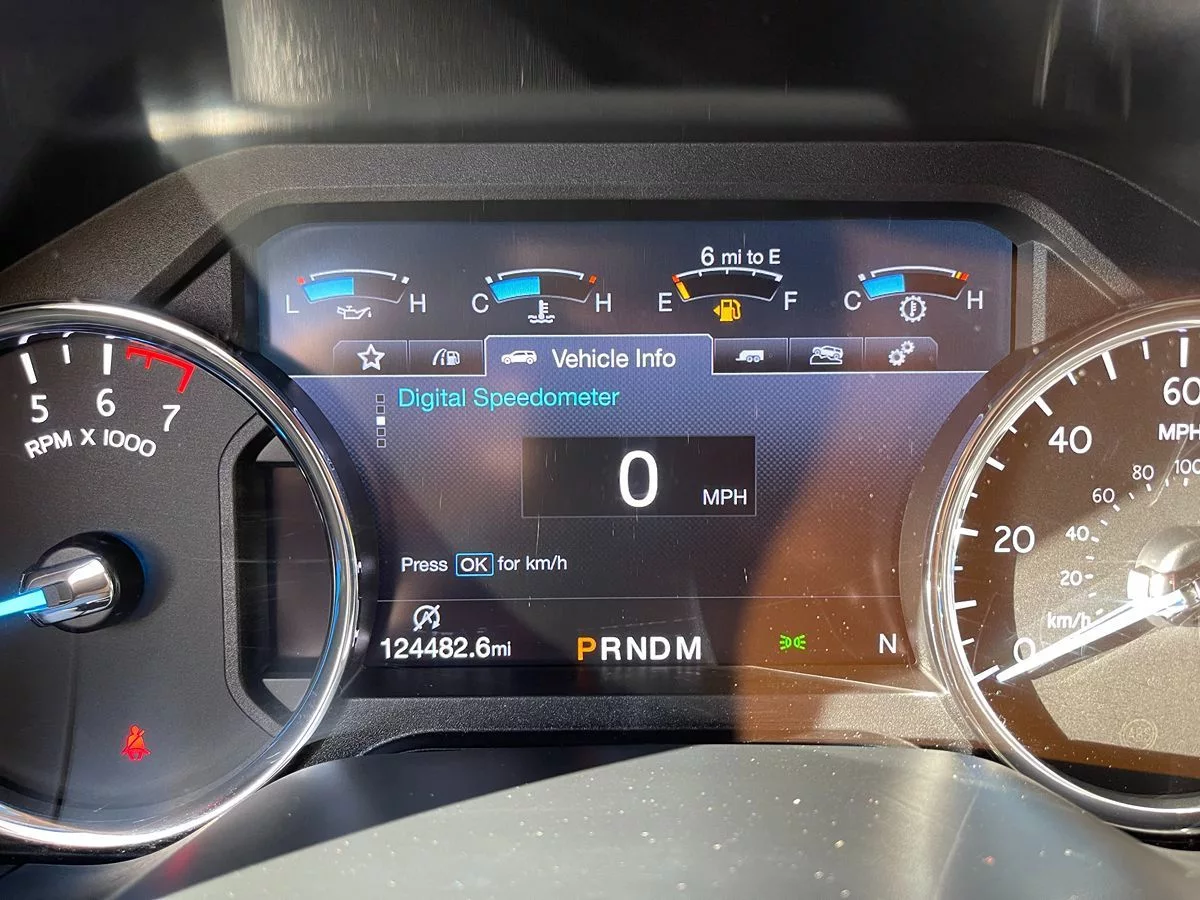 6 mi to E
L H C H E F C H
Vehicle Info
Digital Speedometer
0 MPH
Press OK for km/h
124482.6mi PRNDM N
5 6 7
RPM X 1000
60
MPH
40
20
0
100
80
60
40
20
km/h
ABS